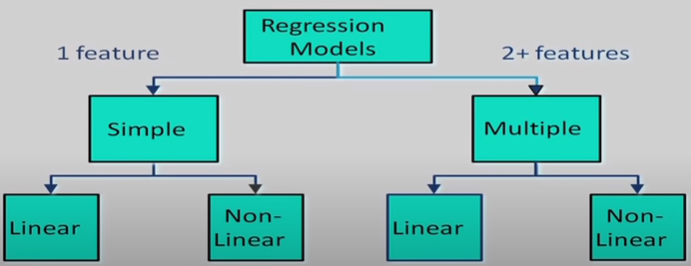 Regression
Models
1 feature
2+ features
Simple
Multiple
Linear
Non-
Linear
Linear
Non-
Linear